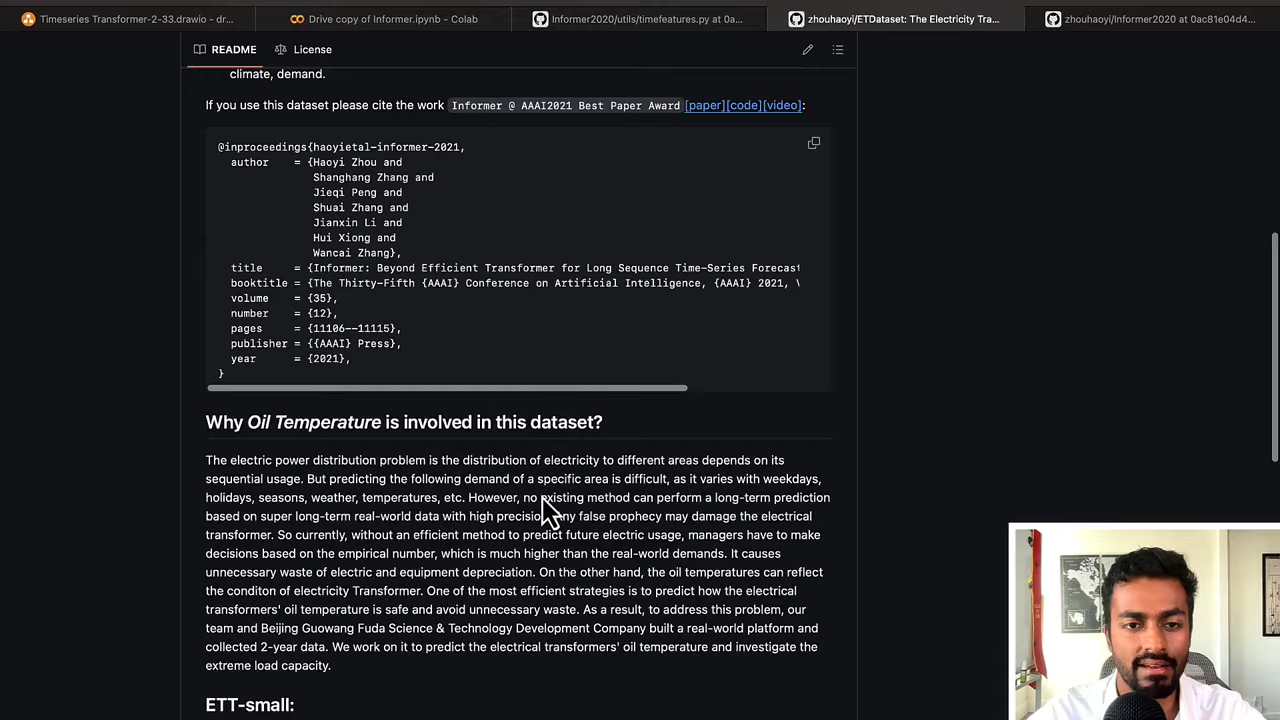 Timeseries Transformer-2-33.drawio - dr...
Drive copy of Informer.ipynb - Colab
Informer2020/utils/timefeatures.py at 0a...
zhouhaoyi/ETDataset: The Electricity Tra...
zhouhaoyi/Informer2020 at 0ac81e04d4...
README
License
climate, demand.
If you use this dataset please cite the work Informer @ AAAI2021 Best Paper Award [paper][code][video]:
@inproceedings{haoyietal-informer-2021,
author = {Haoyi Zhou and
Shanghang Zhang and
Jieqi Peng and
Shuai Zhang and
Jianxin Li and
Hui Xiong and
Wancai Zhang},
title = {Informer: Beyond Efficient Transformer for Long Sequence Time-Series Forecast
booktitle = {The Thirty-Fifth {AAAI} Conference on Artificial Intelligence, {AAAI} 2021, \
volume = {35},
number = {12},
pages = {11106--11115},
publisher = {{AAAI} Press},
year = {2021},
}
Why Oil Temperature is involved in this dataset?
The electric power distribution problem is the distribution of electricity to different areas depends on its
sequential usage. But predicting the following demand of a specific area is difficult, as it varies with weekdays,
holidays, seasons, weather, temperatures, etc. However, no existing method can perform a long-term prediction
based on super long-term real-world data with high precision. Any false prophecy may damage the electrical
transformer. So currently, without an efficient method to predict future electric usage, managers have to make
decisions based on the empirical number, which is much higher than the real-world demands. It causes
unnecessary waste of electric and equipment depreciation. On the other hand, the oil temperatures can reflect
the conditon of electricity Transformer. One of the most efficient strategies is to predict how the electrical
transformers' oil temperature is safe and avoid unnecessary waste. As a result, to address this problem, our
team and Beijing Guowang Fuda Science & Technology Development Company built a real-world platform and
collected 2-year data. We work on it to predict the electrical transformers' oil temperature and investigate the
extreme load capacity.
ETT-small: